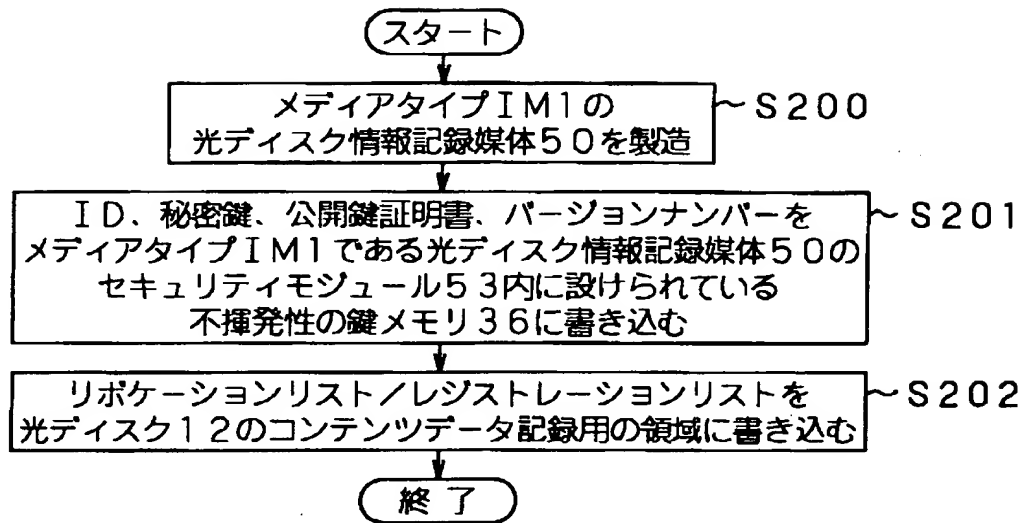 スタート
メディアタイプIM1の
光ディスク情報記録媒体50を製造
~S200
ID、秘密鍵、公開鍵証明書、バージョンナンバーを
メディアタイプIM1である光ディスク情報記録媒体50の
セキュリティモジュール53内に設けられている
不揮発性の鍵メモリ36に書き込む
~S201
リボケーションリスト/レジストレーションリストを
光ディスク12のコンテンツデータ記録用の領域に書き込む
~S202
終了